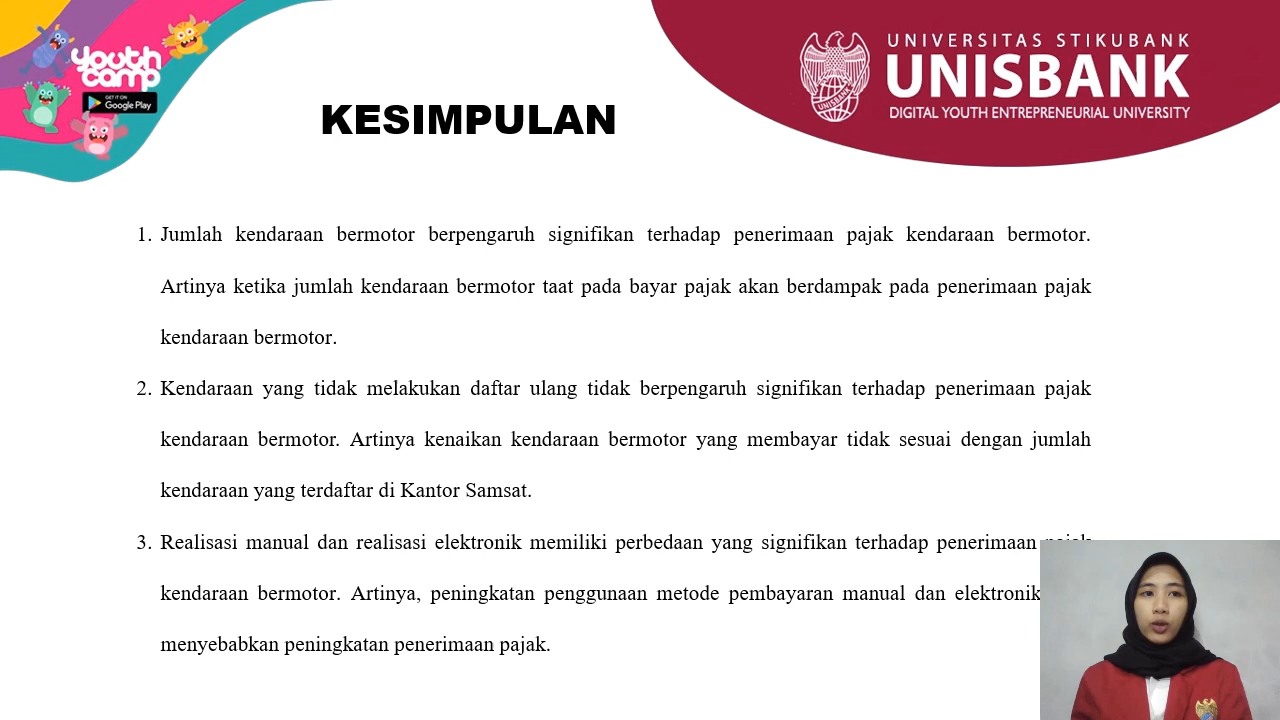 youth
camp
GET IT ON
Google Play
UNIVERSITAS STIKUBANK
UNISBANK
DIGITAL YOUTH ENTREPRENEURIAL UNIVERSITY
UNISBANK
KESIMPULAN
1. Jumlah kendaraan bermotor berpengaruh signifikan terhadap penerimaan pajak kendaraan bermotor.
Artinya ketika jumlah kendaraan bermotor taat pada bayar pajak akan berdampak pada penerimaan pajak
kendaraan bermotor.
2. Kendaraan yang tidak melakukan daftar ulang tidak berpengaruh signifikan terhadap penerimaan pajak
kendaraan bermotor. Artinya kenaikan kendaraan bermotor yang membayar tidak sesuai dengan jumlah
kendaraan yang terdaftar di Kantor Samsat.
3. Realisasi manual dan realisasi elektronik memiliki perbedaan yang signifikan terhadap penerimaan pajak
kendaraan bermotor. Artinya, peningkatan penggunaan metode pembayaran manual dan elektronik
menyebabkan peningkatan penerimaan pajak.